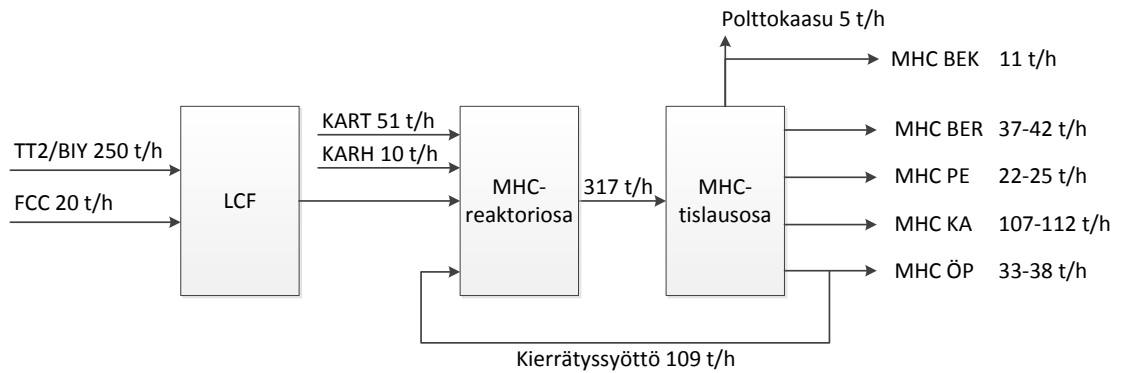 Polttokaasu 5 t/h
MHC BEK 11 t/h
KART 51 t/h
KARH 10 t/h
TT2/BIY 250 t/h
FCC 20 t/h
LCF
MHC-
reaktoriosa
317 t/h
MHC-
tislausosa
MHC BER 37-42 t/h
MHC PE 22-25 t/h
MHC KA 107-112 t/h
MHC ÖP 33-38 t/h
Kierrätyssyöttö 109 t/h